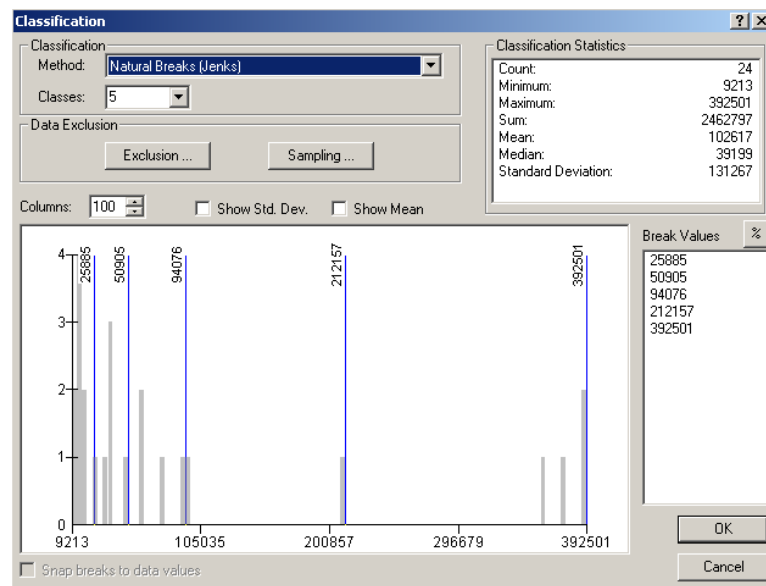 Classification
Classification
Method: Natural Breaks (Jenks)
Classes: 5
Data Exclusion
Exclusion ...
Sampling ...
Classification Statistics
Count: 24
Minimum: 9213
Maximum: 392501
Sum: 2462797
Mean: 102617
Median: 39199
Standard Deviation: 131267
Columns: 100
Show Std. Dev.
Show Mean
Break Values
%
25885
50905
94076
212157
392501
25885
50905
94076
212157
392501
4
3
2
1
0
9213
105035
200857
296679
392501
Snap breaks to data values
OK
Cancel